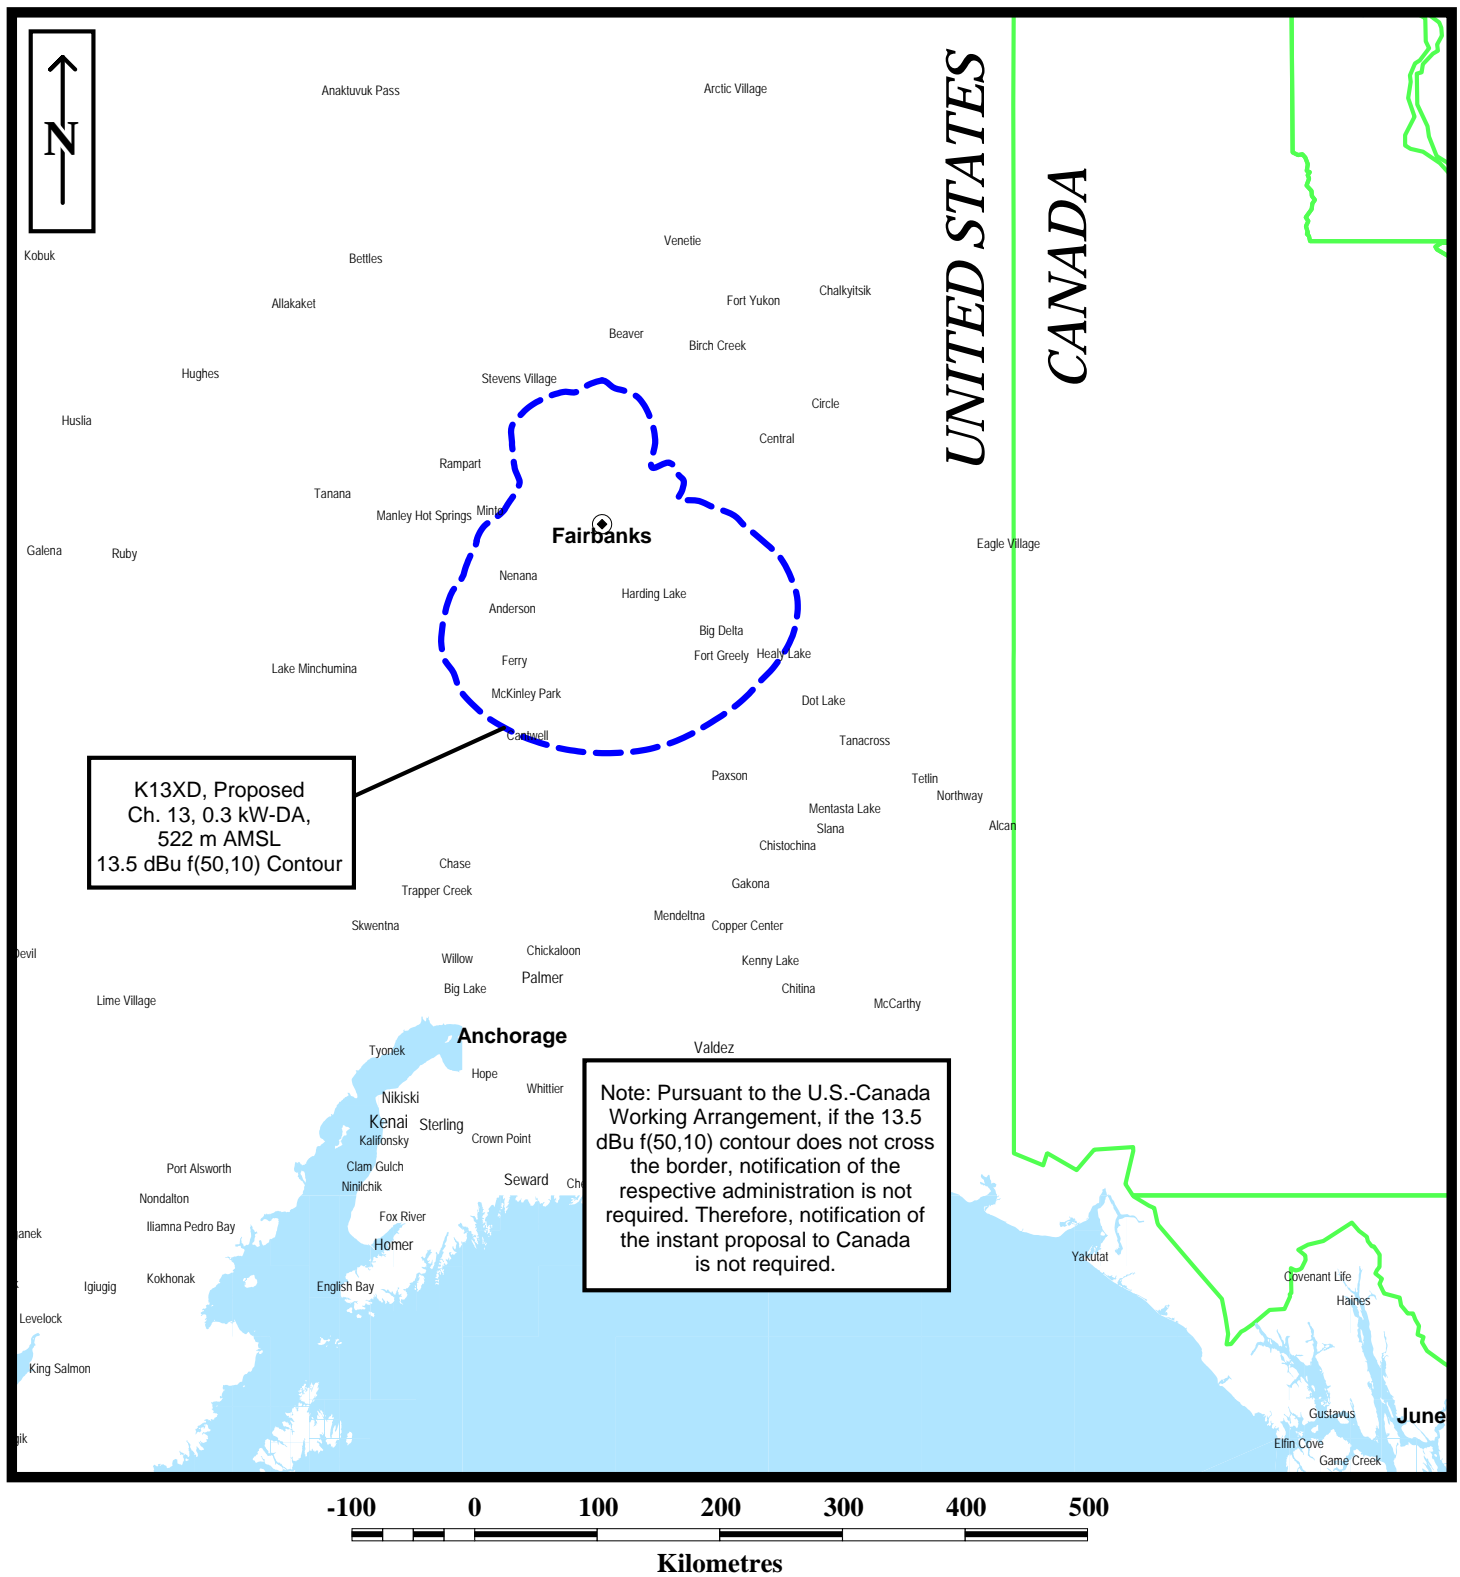 N
Anaktuvuk Pass
Arctic Village
UNITED STATES
CANADA
Kobuk
Bettles
Venetie
Allakaket
Fort Yukon
Chalkyitsik
Beaver
Birch Creek
Hughes
Stevens Village
Circle
Huslia
Central
Rampart
Tanana
Manley Hot Springs
Minto
Fairbanks
Galena
Ruby
Eagle Village
Nenana
Harding Lake
Anderson
Big Delta
Fort Greely
Healy Lake
Ferry
Lake Minchumina
McKinley Park
Dot Lake
Cantwell
Tanacross
Paxson
Tetlin
Northway
K13XD, Proposed
Ch. 13, 0.3 kW-DA,
522 m AMSL
13.5 dBu f(50,10) Contour
Mentasta Lake
Slana
Alcan
Chistochina
Chase
Trapper Creek
Gakona
Skwentna
Mendeltna
Copper Center
Devil
Willow
Chickaloon
Kenny Lake
Palmer
Big Lake
Chitina
Lime Village
McCarthy
Anchorage
Tyonek
Valdez
Hope
Whittier
Nikiski
Kenai
Sterling
Kalifonsky
Crown Point
Port Alsworth
Clam Gulch
Ninilchik
Seward
Che
Nondalton
Fox River
Iliamna Pedro Bay
anek
Homer
Igiugig
Kokhonak
English Bay
Levelock
King Salmon
gik
Note: Pursuant to the U.S.-Canada
Working Arrangement, if the 13.5
dBu f(50,10) contour does not cross
the border, notification of the
respective administration is not
required. Therefore, notification of
the instant proposal to Canada
is not required.
Yakutat
Covenant Life
Haines
Gustavus
June
Elfin Cove
Game Creek
-100 0 100 200 300 400 500
Kilometres